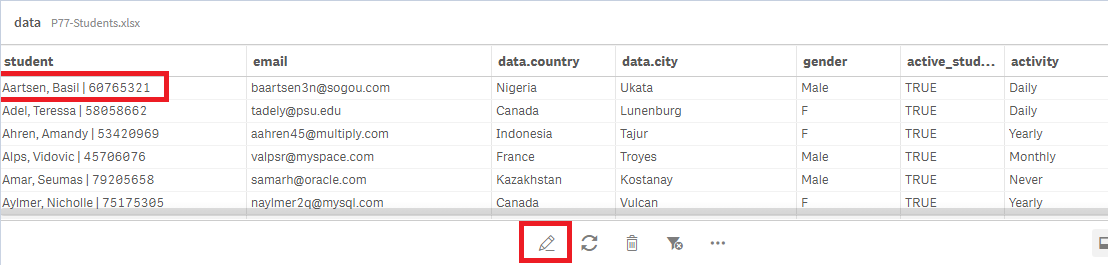 data P77-Students.xlsx
student email data.country data.city gender active_stud... activity
Aartsen, Basil | 60765321 baartsen3n@sogou.com Nigeria Ukata Male TRUE Daily
Adel, Teressa | 58058662 tadely@psu.edu Canada Lunenburg F TRUE Daily
Ahren, Amandy | 53420969 aahren45@multiply.com Indonesia Tajur F TRUE Yearly
Alps, Vidovic | 45706076 valpsr@myspace.com France Troyes Male TRUE Monthly
Amar, Seumas | 79205658 samarh@oracle.com Kazakhstan Kostanay Male TRUE Never
Aylmer, Nicholle | 75175305 naylmer2q@mysql.com Canada Vulcan F TRUE Yearly